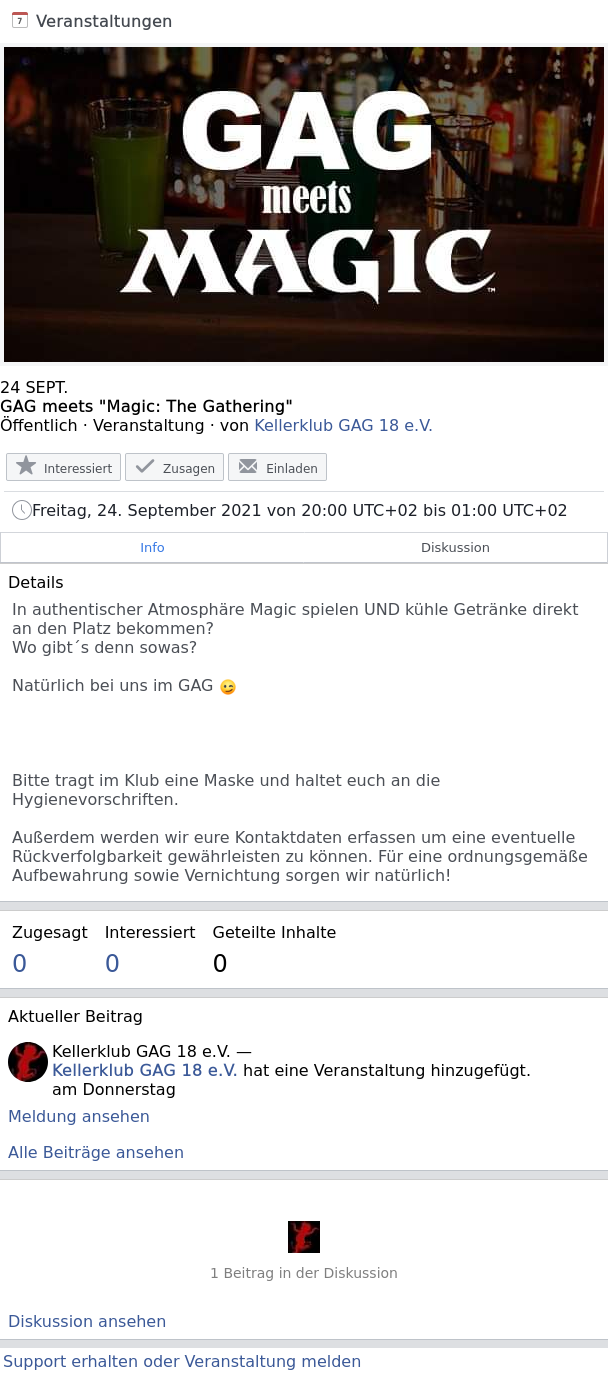 7 Veranstaltungen
GAG
meets
MAGIC™
24 SEPT.
GAG meets "Magic: The Gathering"
Öffentlich · Veranstaltung · von Kellerklub GAG 18 e.V.
Interessiert Zusagen Einladen
Freitag, 24. September 2021 von 20:00 UTC+02 bis 01:00 UTC+02
Info Diskussion
Details
In authentischer Atmosphäre Magic spielen UND kühle Getränke direkt
an den Platz bekommen?
Wo gibt´s denn sowas?
Natürlich bei uns im GAG 😉
Bitte tragt im Klub eine Maske und haltet euch an die
Hygienevorschriften.
Außerdem werden wir eure Kontaktdaten erfassen um eine eventuelle
Rückverfolgbarkeit gewährleisten zu können. Für eine ordnungsgemäße
Aufbewahrung sowie Vernichtung sorgen wir natürlich!
Zugesagt Interessiert Geteilte Inhalte
0 0 0
Aktueller Beitrag
Kellerklub GAG 18 e.V. —
Kellerklub GAG 18 e.V. hat eine Veranstaltung hinzugefügt.
am Donnerstag
Meldung ansehen
Alle Beiträge ansehen
1 Beitrag in der Diskussion
Diskussion ansehen
Support erhalten oder Veranstaltung melden